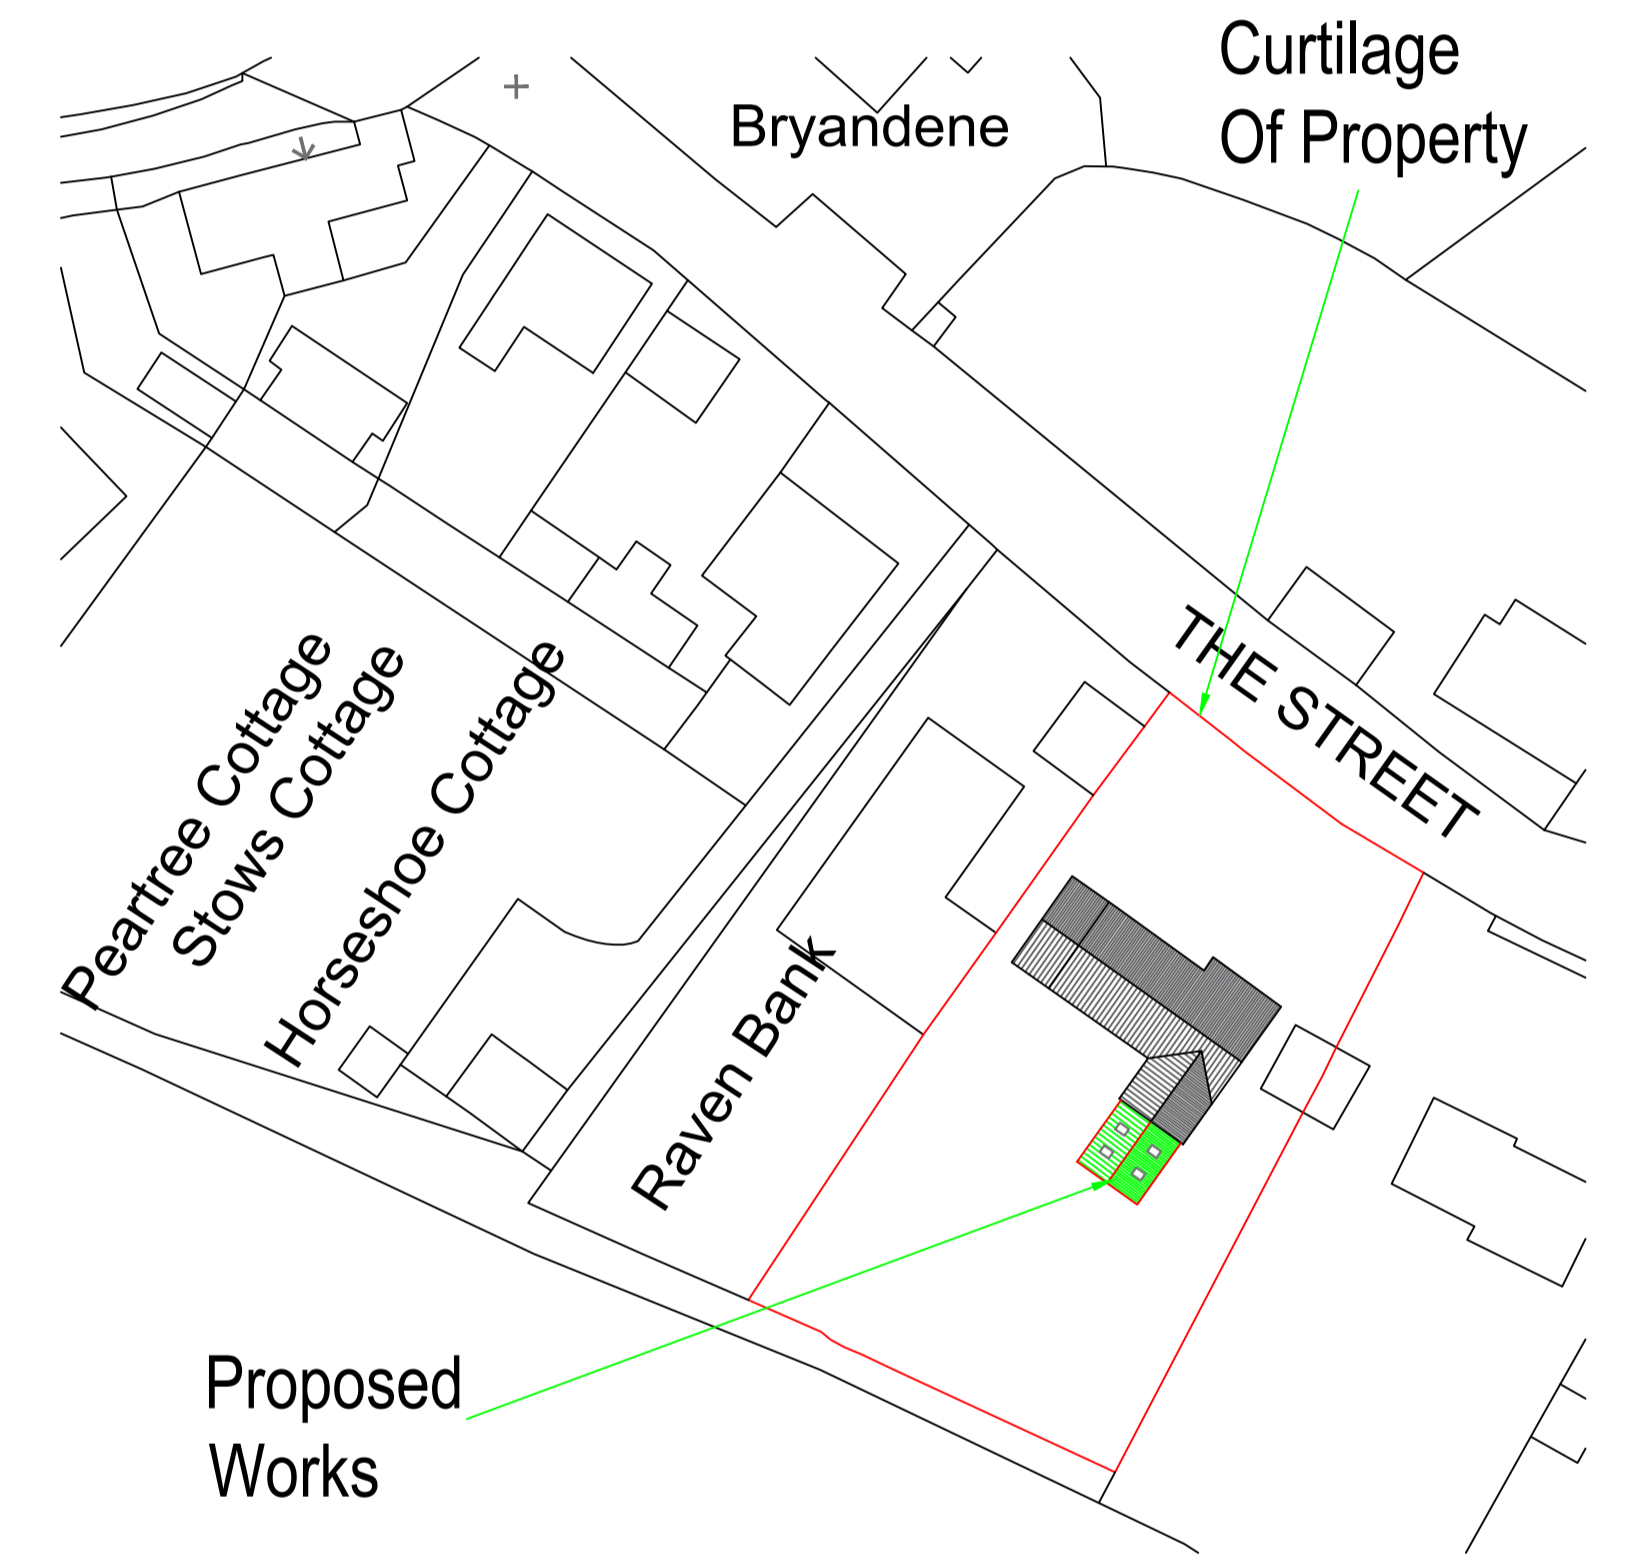 Curtilage
Of Property
Bryandene
THE STREET
Peartree Cottage
Stows Cottage
Horseshoe Cottage
Raven Bank
Proposed
Works